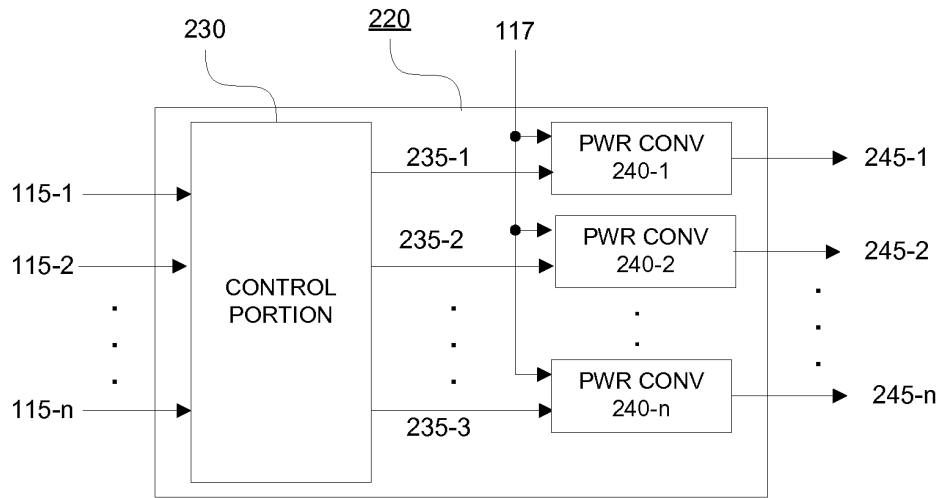 230
220
117
115-1
115-2
115-n
CONTROL
PORTION
235-1
235-2
235-3
PWR CONV
240-1
PWR CONV
240-2
PWR CONV
240-n
245-1
245-2
245-n